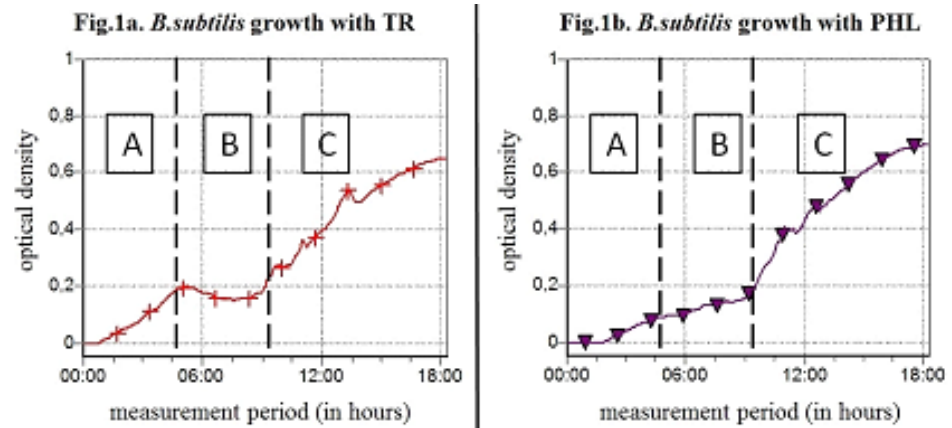 Fig.1a. B.subtilis growth with TR
1
0.8
0.6
0.4
0.2
0
A
B
C
optical density
00:00
06:00
12:00
18:00
measurement period (in hours)
Fig.1b. B.subtilis growth with PHL
1
0.8
0.6
0.4
0.2
0
A
B
C
optical density
00:00
06:00
12:00
18:00
measurement period (in hours)